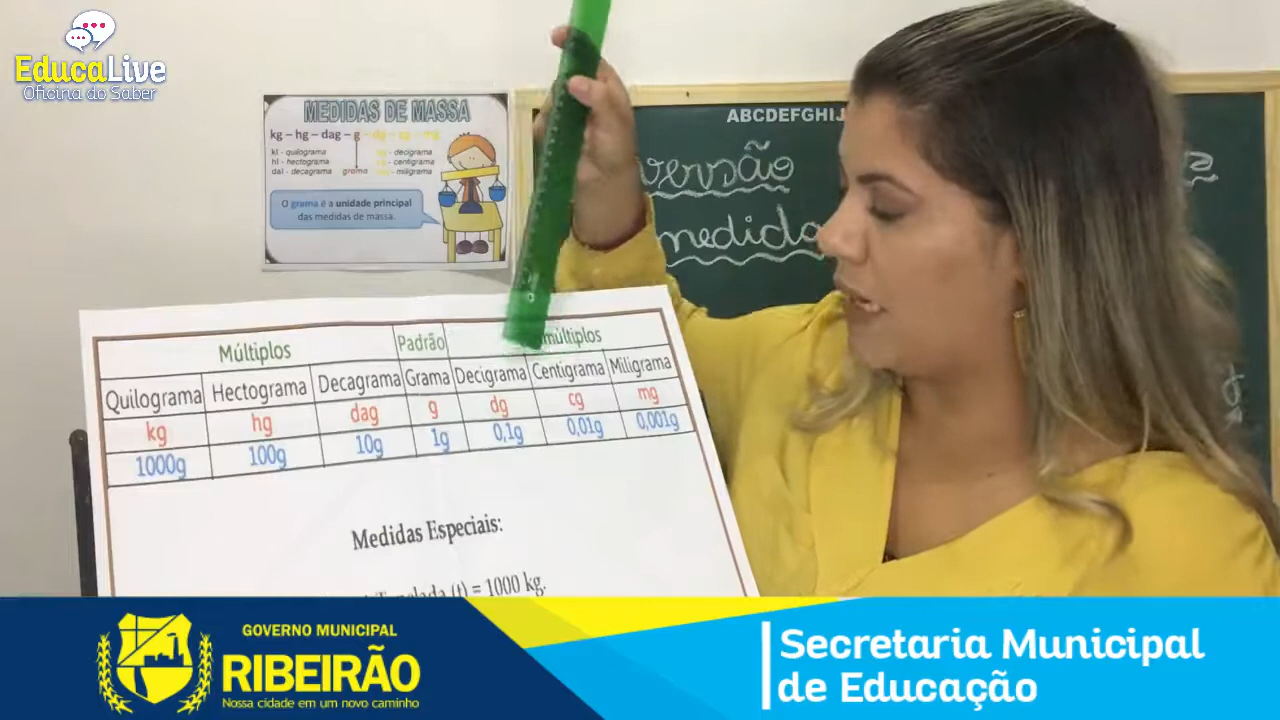 EducaLive
Oficina do Saber
MEDIDAS DE MASSA
kg – hg – dag – g – dg – cg – mg
kl - quilograma
hl - hectograma
dal - decagrama
grama
- decigrama
- centigrama
- miligrama
O grama é a unidade principal
das medidas de massa.
ABCDEFGHIJ
versão
medida
Múltiplos Padrão múltiplos
Quilograma Hectograma Decagrama Grama Decigrama Centigrama Miligrama
kg hg dag g dg cg mg
1000g 100g 10g 1g 0,1g 0,01g 0,001g
Medidas Especiais:
(t) = 1000 kg.
GOVERNO MUNICIPAL
RIBEIRÃO
Nossa cidade em um novo caminho
Secretaria Municipal
de Educação